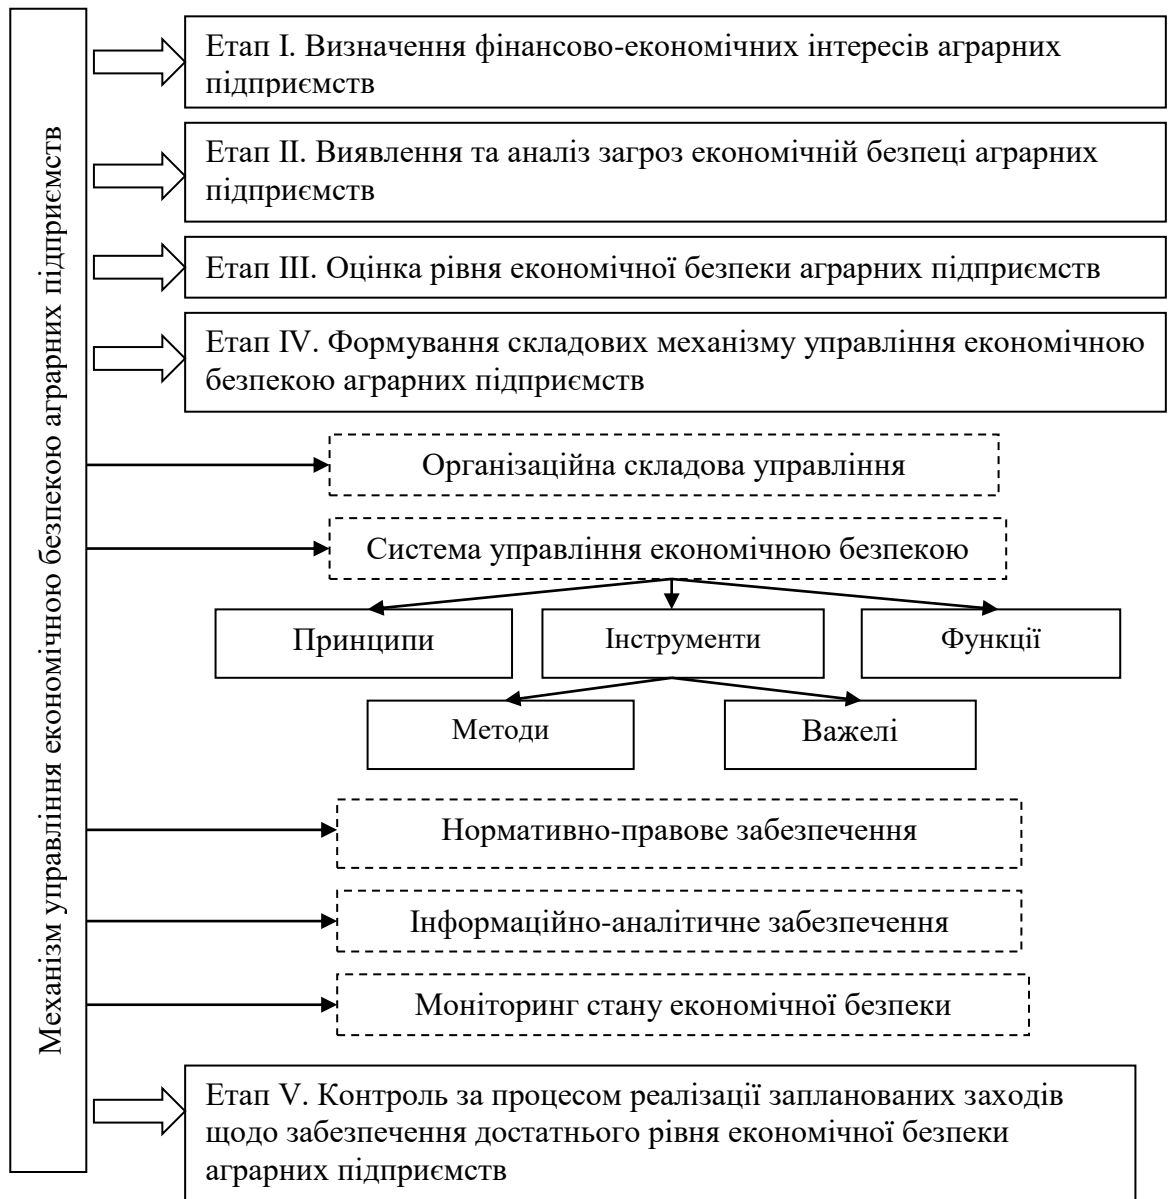 Механізм управління економічною безпекою аграрних підприємств
Етап I. Визначення фінансово-економічних інтересів аграрних
підприємств
Етап II. Виявлення та аналіз загроз економічній безпеці аграрних
підприємств
Етап III. Оцінка рівня економічної безпеки аграрних підприємств
Етап IV. Формування складових механізму управління економічною
безпекою аграрних підприємств
Організаційна складова управління
Система управління економічною безпекою
Принципи
Інструменти
Функції
Методи
Важелі
Нормативно-правове забезпечення
Інформаційно-аналітичне забезпечення
Моніторинг стану економічної безпеки
Етап V. Контроль за процесом реалізації запланованих заходів
щодо забезпечення достатнього рівня економічної безпеки
аграрних підприємств